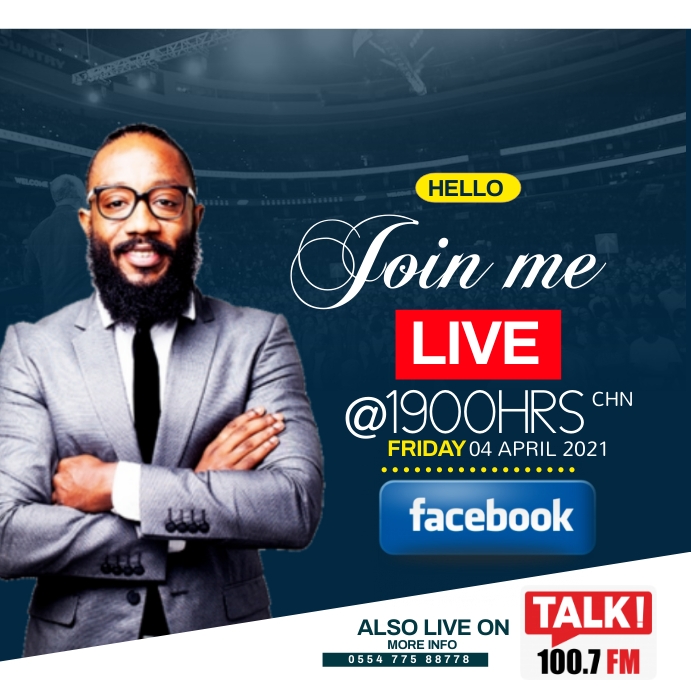 HELLO
Join me
LIVE
@1900HRS CHN
FRIDAY 04 APRIL 2021
facebook
ALSO LIVE ON
MORE INFO
0554 775 88778
TALK!
100.7 FM